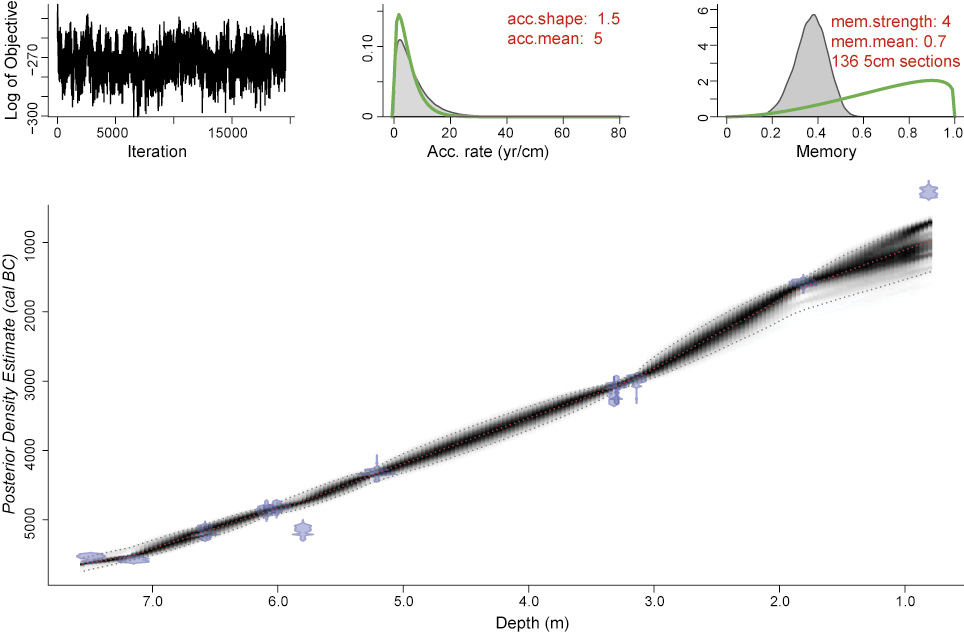 Log of Objective
-270
-300
0 5000 15000
Iteration
acc.shape: 1.5
acc.mean: 5
0.10
0
0 20 40 60 80
Acc. rate (yr/cm)
mem.strength: 4
mem.mean: 0.7
136 5cm sections
6
4
2
0
0 0.2 0.4 0.6 0.8 1.0
Memory
Posterior Density Estimate (cal BC)
1000
2000
3000
4000
5000
7.0 6.0 5.0 4.0 3.0 2.0 1.0
Depth (m)